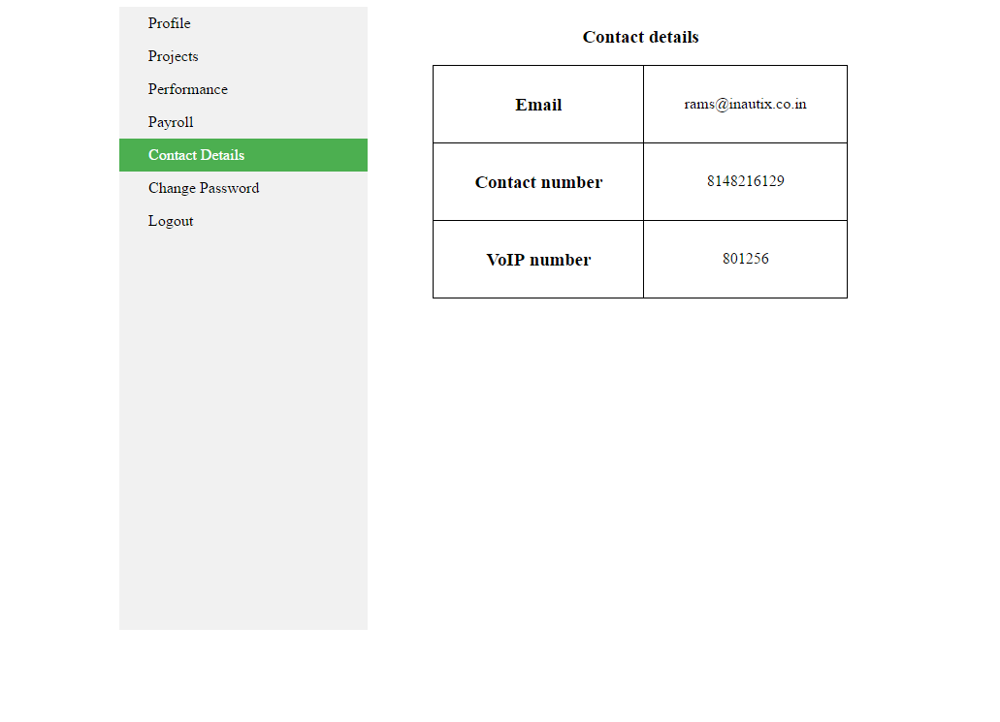 Profile
Projects
Performance
Payroll
Contact Details
Change Password
Logout
Contact details
Email rams@inautix.co.in
Contact number 8148216129
VoIP number 801256